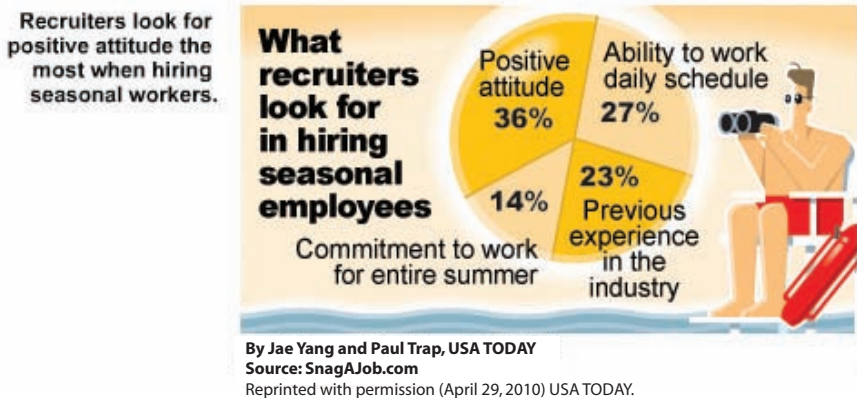 Recruiters look for
positive attitude the
most when hiring
seasonal workers.
What
recruiters
look for
in hiring
seasonal
employees
Positive
attitude
36%
Ability to work
daily schedule
27%
23%
Previous
experience
in the
industry
14%
Commitment to work
for entire summer
By Jae Yang and Paul Trap, USA TODAY
Source: SnagAJob.com
Reprinted with permission (April 29, 2010) USA TODAY.